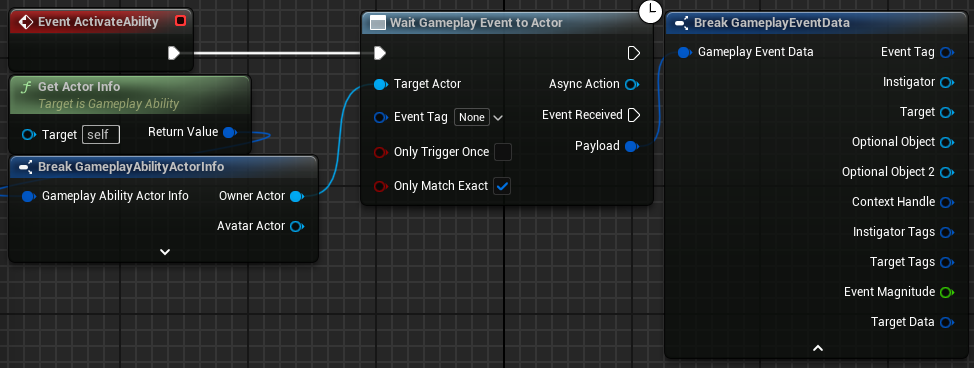 Event ActivateAbility
Get Actor Info
Target is Gameplay Ability
Target self Return Value
Break GameplayAbilityActorInfo
Gameplay Ability Actor Info Owner Actor
Avatar Actor
Wait Gameplay Event to Actor
Target Actor Async Action
Event Tag None Event Received
Only Trigger Once Payload
Only Match Exact
Break GameplayEventData
Gameplay Event Data Event Tag
Instigator
Target
Optional Object
Optional Object 2
Context Handle
Instigator Tags
Target Tags
Event Magnitude
Target Data